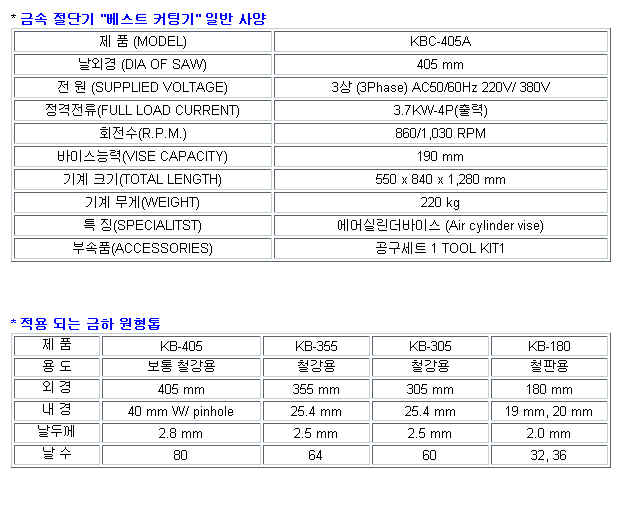 * 금속 절단기 "베스트 커팅기" 일반 사양
제 품 (MODEL) KBC-405A
날외경 (DIA OF SAW) 405 mm
전 원 (SUPPLIED VOLTAGE) 3상 (3Phase) AC50/60Hz 220V/ 380V
정격전류(FULL LOAD CURRENT) 3.7KW-4P(출력)
회전수(R.P.M.) 860/1,030 RPM
바이스능력(VISE CAPACITY) 190 mm
기계 크기(TOTAL LENGTH) 550 x 840 x 1,280 mm
기계 무게(WEIGHT) 220 kg
특 징(SPECIALITST) 에어실린더바이스 (Air cylinder vise)
부속품(ACCESSORIES) 공구세트 1 TOOL KIT1
* 적용 되는 금하 원형톱
제 품 KB-405 KB-355 KB-305 KB-180
용 도 보통 철강용 철강용 철강용 철판용
외 경 405 mm 355 mm 305 mm 180 mm
내 경 40 mm W/ pinhole 25.4 mm 25.4 mm 19 mm, 20 mm
날두께 2.8 mm 2.5 mm 2.5 mm 2.0 mm
날 수 80 64 60 32, 36